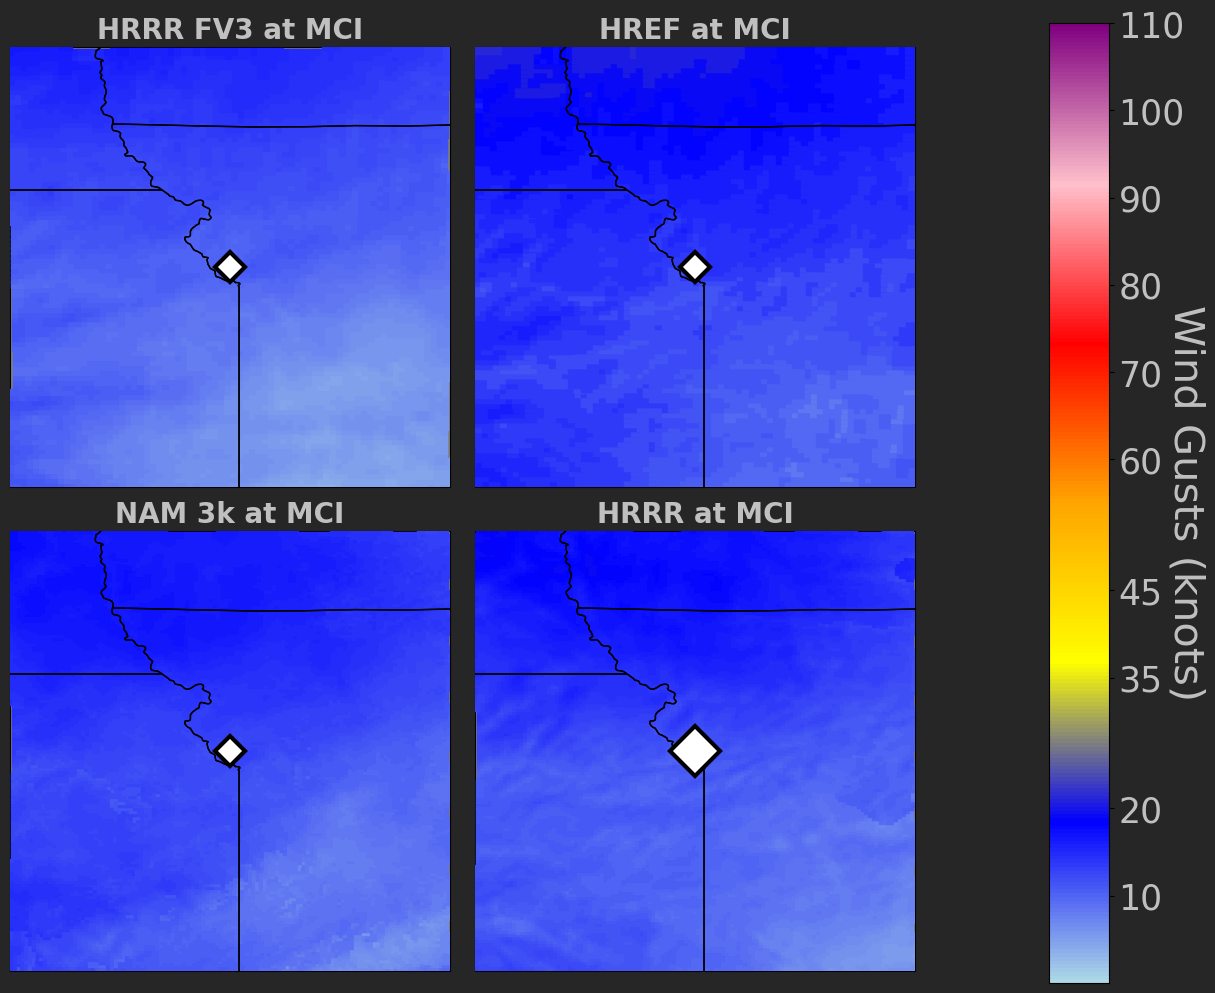 HRRR FV3 at MCI
HREF at MCI
NAM 3k at MCI
HRRR at MCI
110
100
90
80
70
60
45
35
20
10
Wind Gusts (knots)